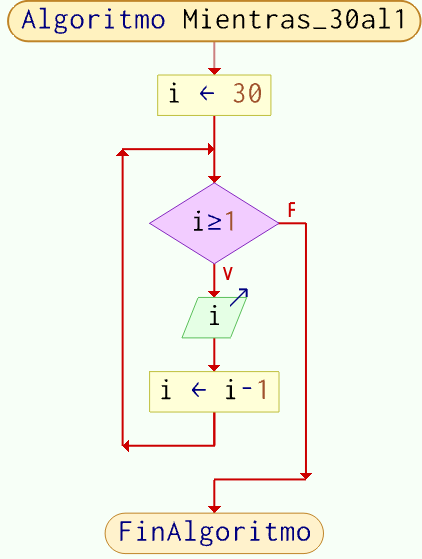 Algoritmo Mientras_30al1
i ← 30
i≥1
F
V
i
i ← i-1
FinAlgoritmo